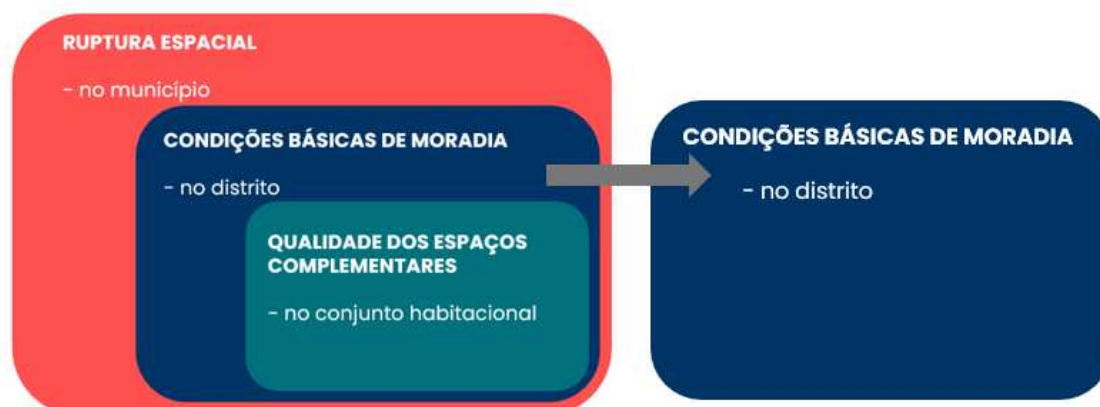 RUPTURA ESPACIAL
- no município
CONDIÇÕES BÁSICAS DE MORADIA
- no distrito
QUALIDADE DOS ESPAÇOS
COMPLEMENTARES
- no conjunto habitacional
CONDIÇÕES BÁSICAS DE MORADIA
- no distrito